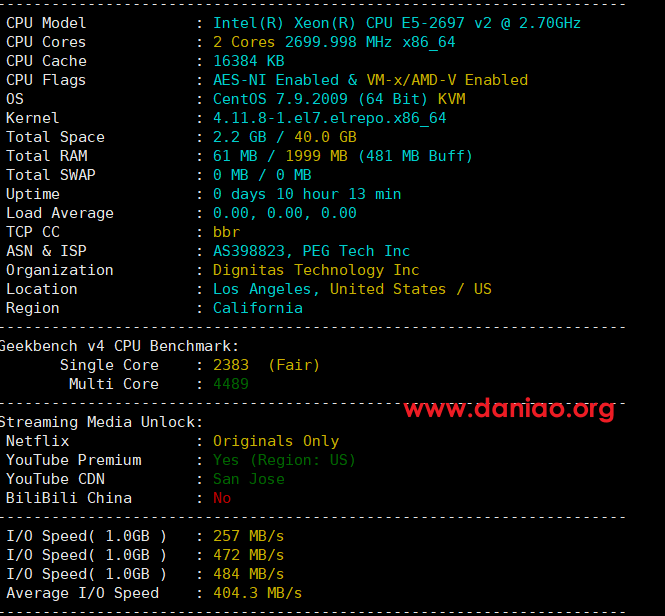 CPU Model : Intel(R) Xeon(R) CPU E5-2697 v2 @ 2.70GHz
CPU Cores : 2 Cores 2699.998 MHz x86_64
CPU Cache : 16384 KB
CPU Flags : AES-NI Enabled & VM-x/AMD-V Enabled
OS : CentOS 7.9.2009 (64 Bit) KVM
Kernel : 4.11.8-1.el7.elrepo.x86_64
Total Space : 2.2 GB / 40.0 GB
Total RAM : 61 MB / 1999 MB (481 MB Buff)
Total SWAP : 0 MB / 0 MB
Uptime : 0 days 10 hour 13 min
Load Average : 0.00, 0.00, 0.00
TCP CC : bbr
ASN & ISP : AS398823, PEG Tech Inc
Organization : Dignitas Technology Inc
Location : Los Angeles, United States / US
Region : California
Geekbench v4 CPU Benchmark:
Single Core : 2383 (Fair)
Multi Core : 4489
www.daniao.org
Streaming Media Unlock:
Netflix : Originals Only
YouTube Premium : Yes (Region: US)
YouTube CDN : San Jose
BiliBili China : No
I/O Speed( 1.0GB ) : 257 MB/s
I/O Speed( 1.0GB ) : 472 MB/s
I/O Speed( 1.0GB ) : 484 MB/s
Average I/O Speed : 404.3 MB/s